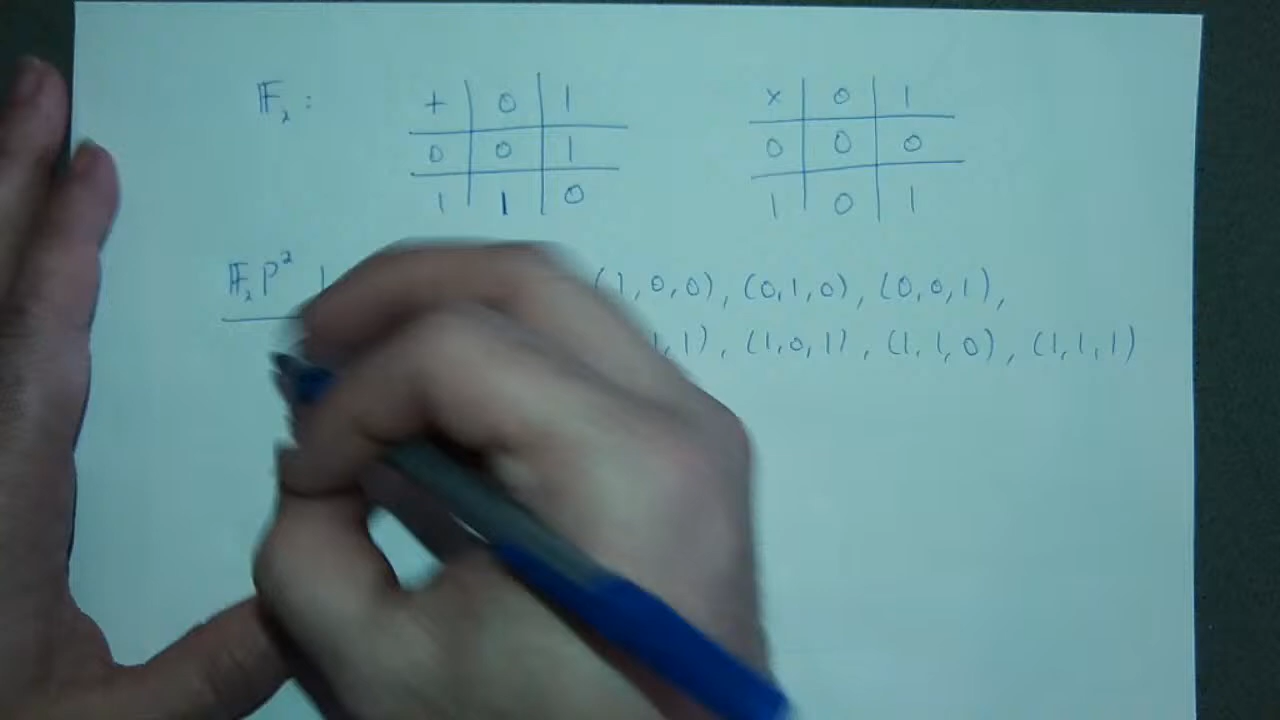 𝔽₂ : + 0 1 × 0 1
0 0 1 0 0 0
1 1 0 1 0 1
𝔽₂P² (1,0,0), (0,1,0), (0,0,1),
,1), (1,0,1), (1,1,0), (1,1,1)